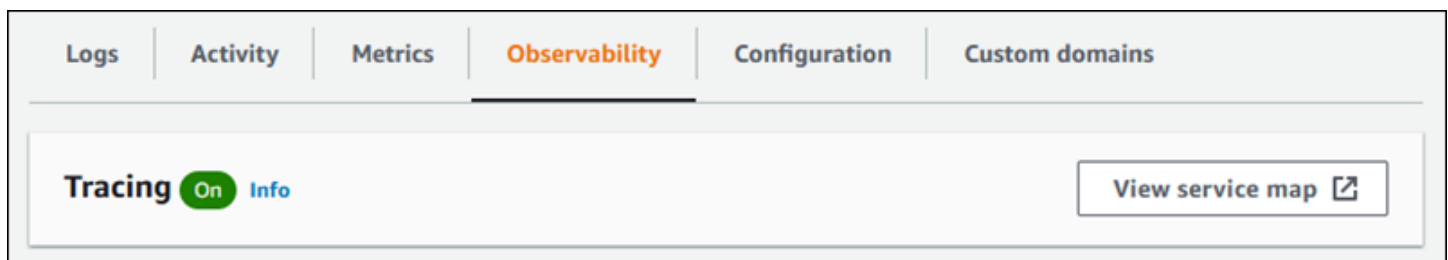 Logs Activity Metrics Observability Configuration Custom domains
Tracing On Info View service map